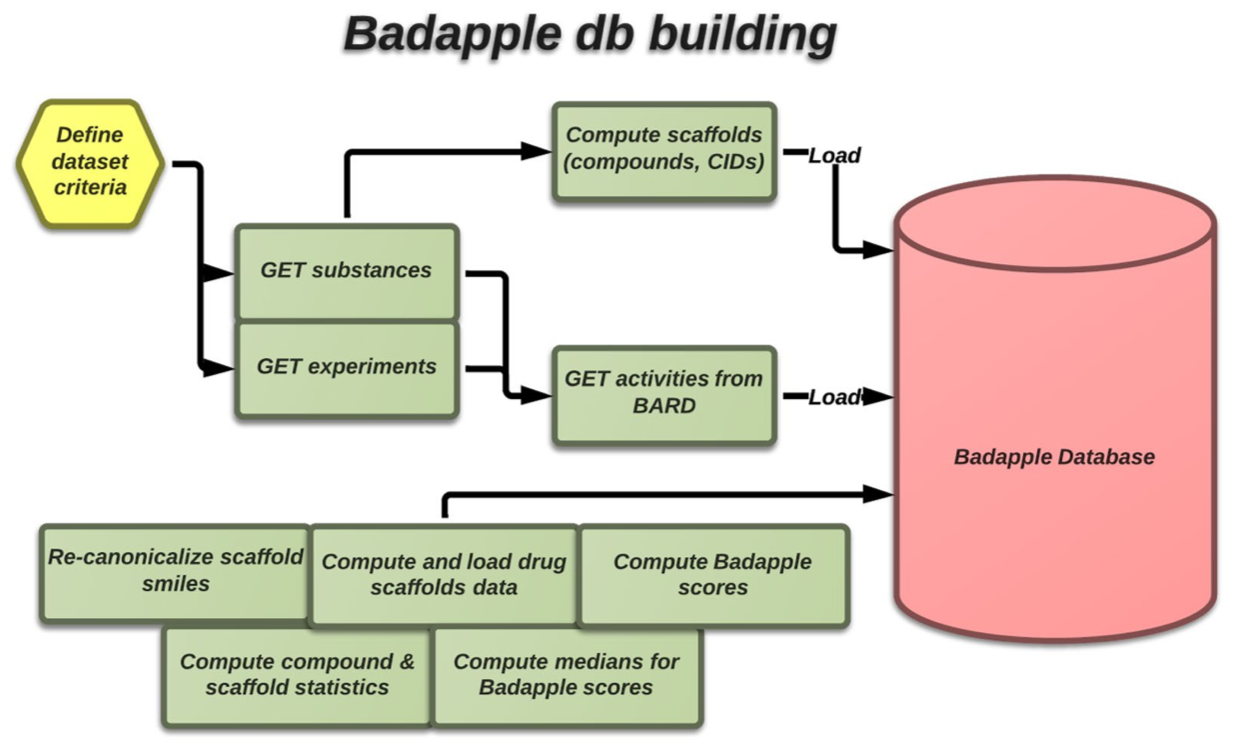 Badapple db building
Define
dataset
criteria
Compute scaffolds
(compounds, CIDs)
Load
GET substances
GET experiments
GET activities from
BARD
Load
Badapple Database
Re-canonicalize scaffold
smiles
Compute and load drug
scaffolds data
Compute Badapple
scores
Compute compound &
scaffold statistics
Compute medians for
Badapple scores